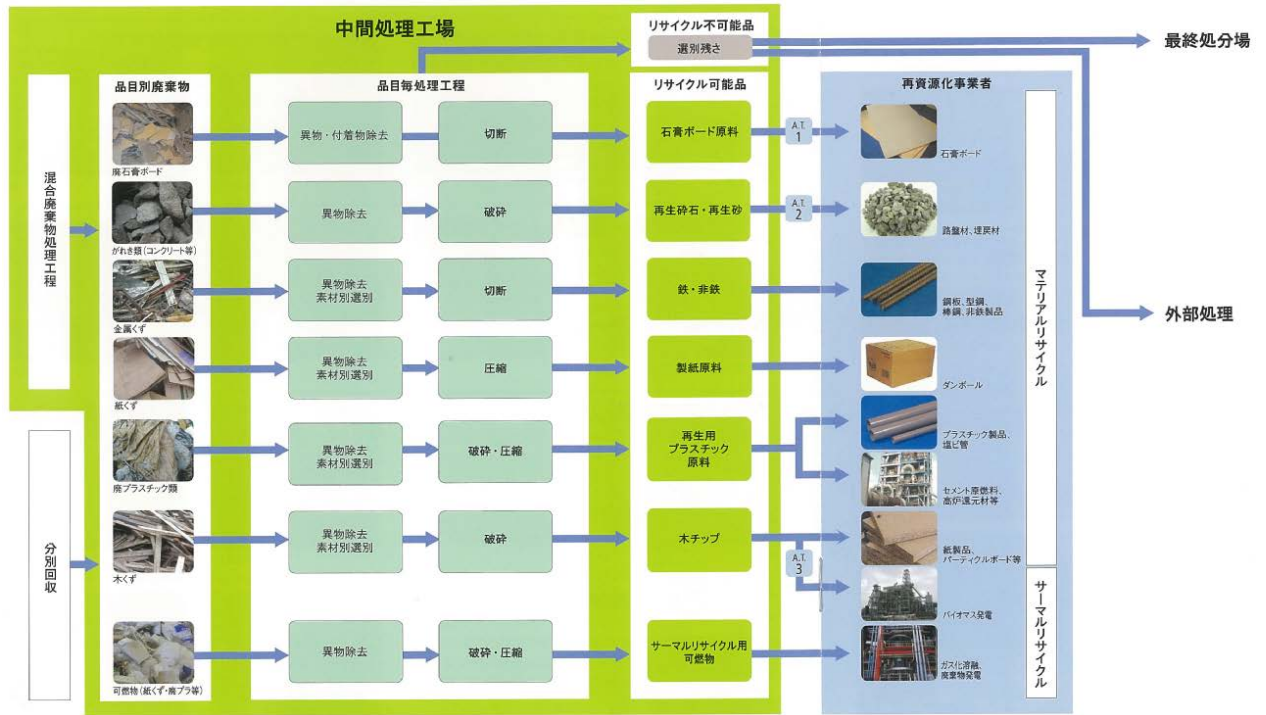 中間処理工場
リサイクル不可能品
選別残さ
最終処分場
外部処理
混合廃棄物処理工程
分別回収
品目別廃棄物
品目毎処理工程
リサイクル可能品
再資源化事業者
廃石膏ボード
異物・付着物除去
切断
石膏ボード原料
A.T.
1
石膏ボード
がれき類(コンクリート等)
異物除去
破砕
再生砕石・再生砂
A.T.
2
路盤材、埋戻材
金属くず
異物除去
素材別選別
切断
鉄・非鉄
鋼板、型鋼、
棒鋼、非鉄製品
紙くず
異物除去
素材別選別
圧縮
製紙原料
ダンボール
廃プラスチック類
異物除去
素材別選別
破砕・圧縮
再生用
プラスチック
原料
プラスチック製品、
塩ビ管
セメント原燃料、
高炉還元材等
木くず
異物除去
素材別選別
破砕
木チップ
A.T.
3
紙製品、
パーティクルボード等
バイオマス発電
可燃物(紙くず・廃プラ等)
異物除去
破砕・圧縮
サーマルリサイクル用
可燃物
ガス化溶融、
廃棄物発電
マテリアルリサイクル
サーマルリサイクル